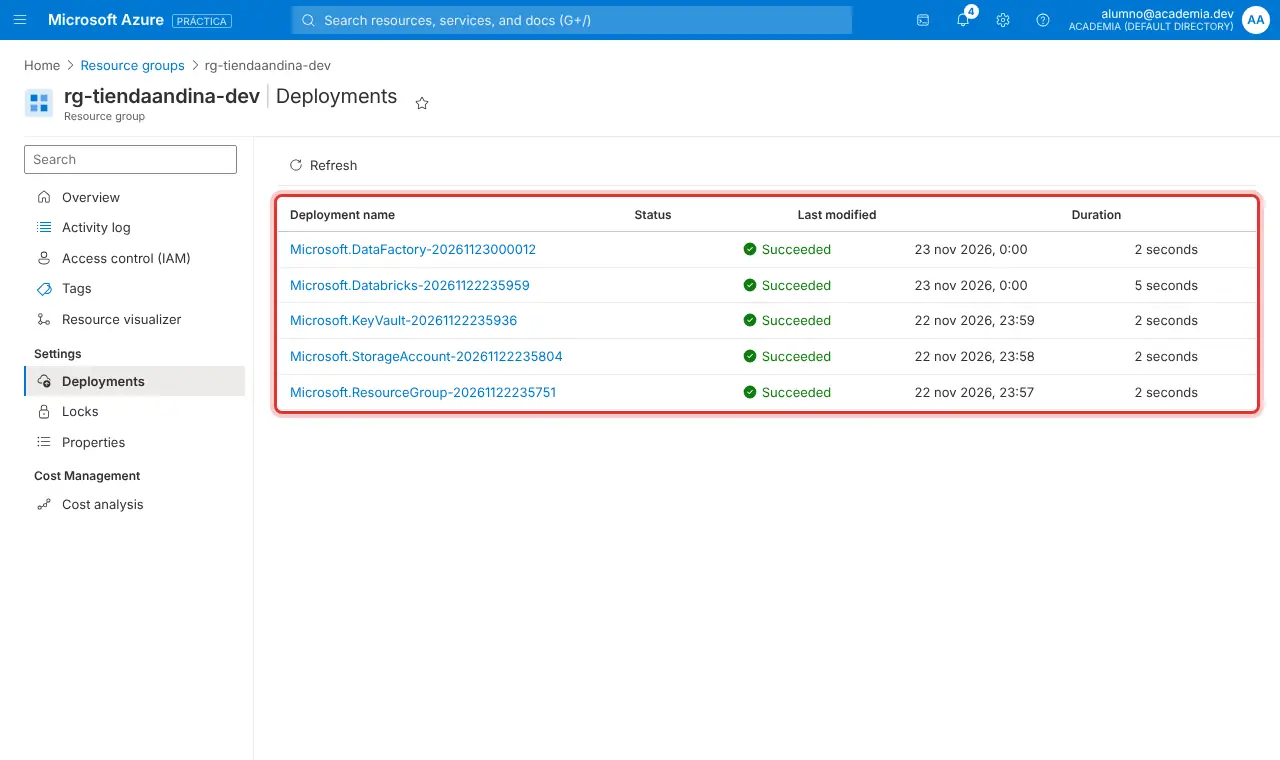 Microsoft Azure PRÁCTICA
Search resources, services, and docs (G+/)
4
alumno@academia.dev
ACADEMIA (DEFAULT DIRECTORY)
AA
Home > Resource groups > rg-tiendaandina-dev
rg-tiendaandina-dev | Deployments
Resource group
Search
Overview
Activity log
Access control (IAM)
Tags
Resource visualizer
Settings
Deployments
Locks
Properties
Cost Management
Cost analysis
Refresh
Deployment name Status Last modified Duration
Microsoft.DataFactory-20261123000012 Succeeded 23 nov 2026, 0:00 2 seconds
Microsoft.Databricks-20261122235959 Succeeded 23 nov 2026, 0:00 5 seconds
Microsoft.KeyVault-20261122235936 Succeeded 22 nov 2026, 23:59 2 seconds
Microsoft.StorageAccount-20261122235804 Succeeded 22 nov 2026, 23:58 2 seconds
Microsoft.ResourceGroup-20261122235751 Succeeded 22 nov 2026, 23:57 2 seconds